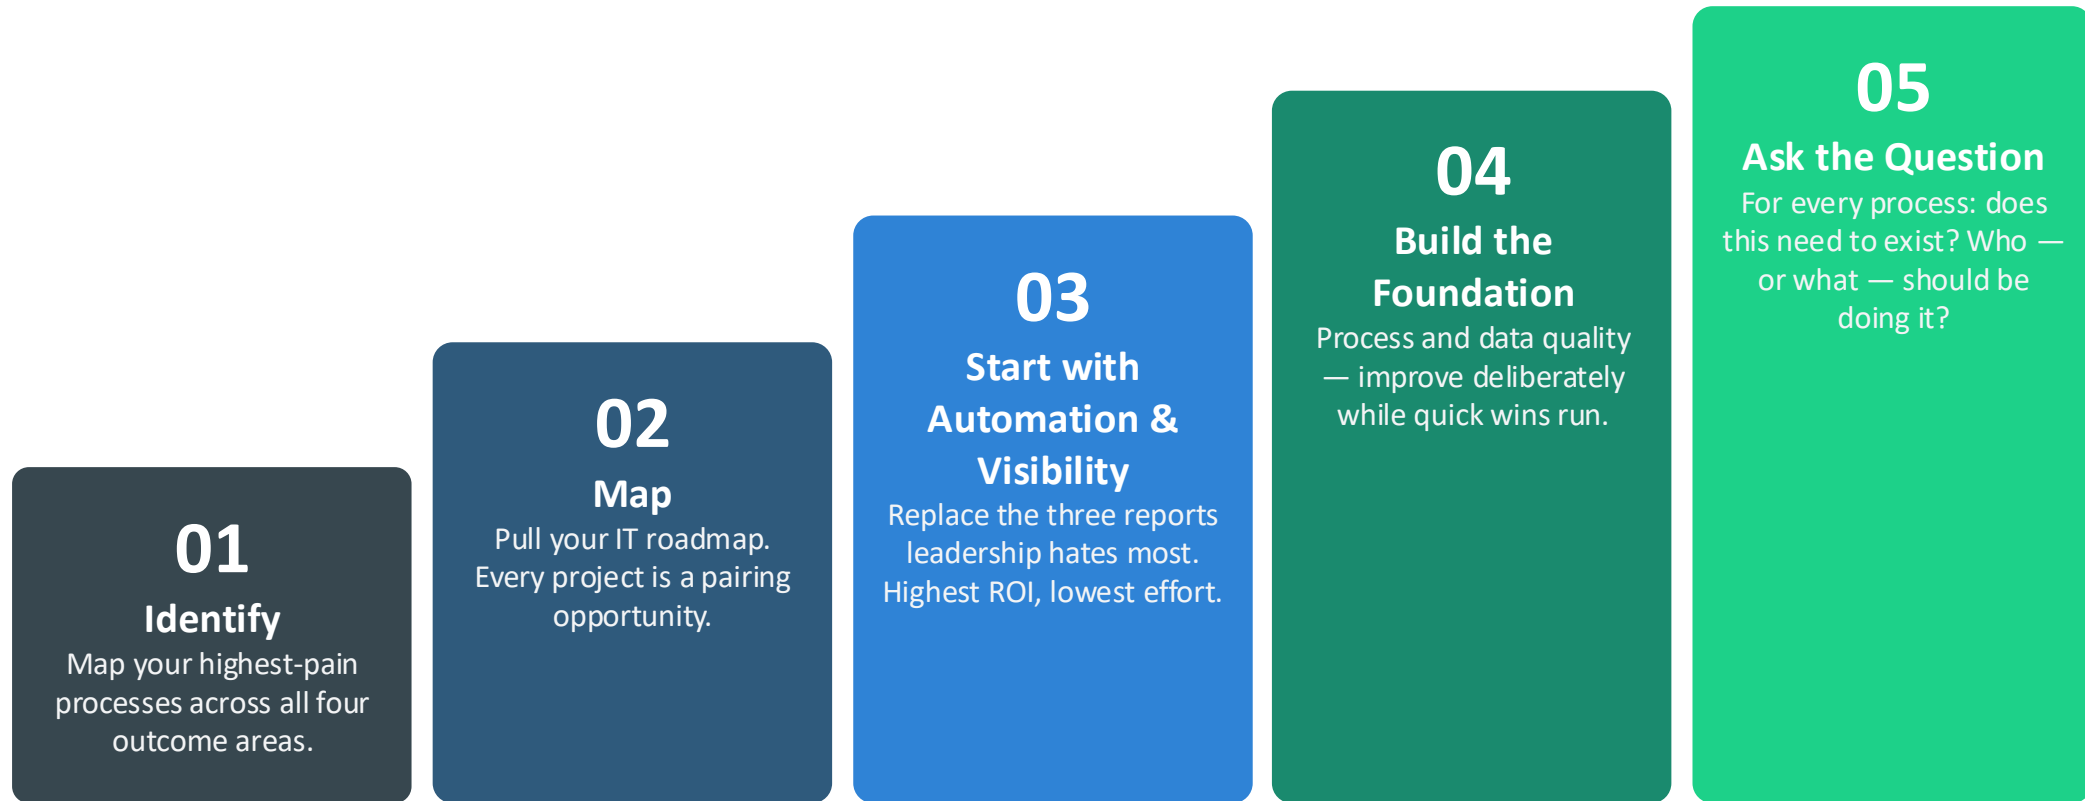 01
Identify
Map your highest-pain
processes across all four
outcome areas.
02
Map
Pull your IT roadmap.
Every project is a pairing
opportunity.
03
Start with
Automation &
Visibility
Replace the three reports
leadership hates most.
Highest ROI, lowest effort.
04
Build the
Foundation
Process and data quality
— improve deliberately
while quick wins run.
05
Ask the Question
For every process: does
this need to exist? Who —
or what — should be
doing it?